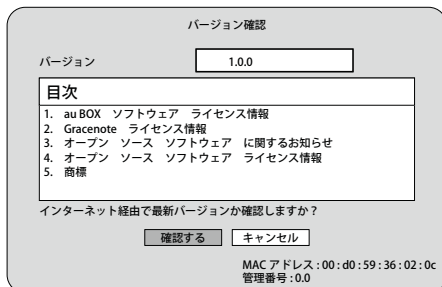 バージョン確認
バージョン 1.0.0
目次
1. au BOX ソフトウェア ライセンス情報
2. Gracenote ライセンス情報
3. オープン ソース ソフトウェア に関するお知らせ
4. オープン ソース ソフトウェア ライセンス情報
5. 商標
インターネット経由で最新バージョンか確認しますか？
確認する キャンセル
MAC アドレス : 00 : d0 : 59 : 36 : 02 : 0c
管理番号 : 0.0